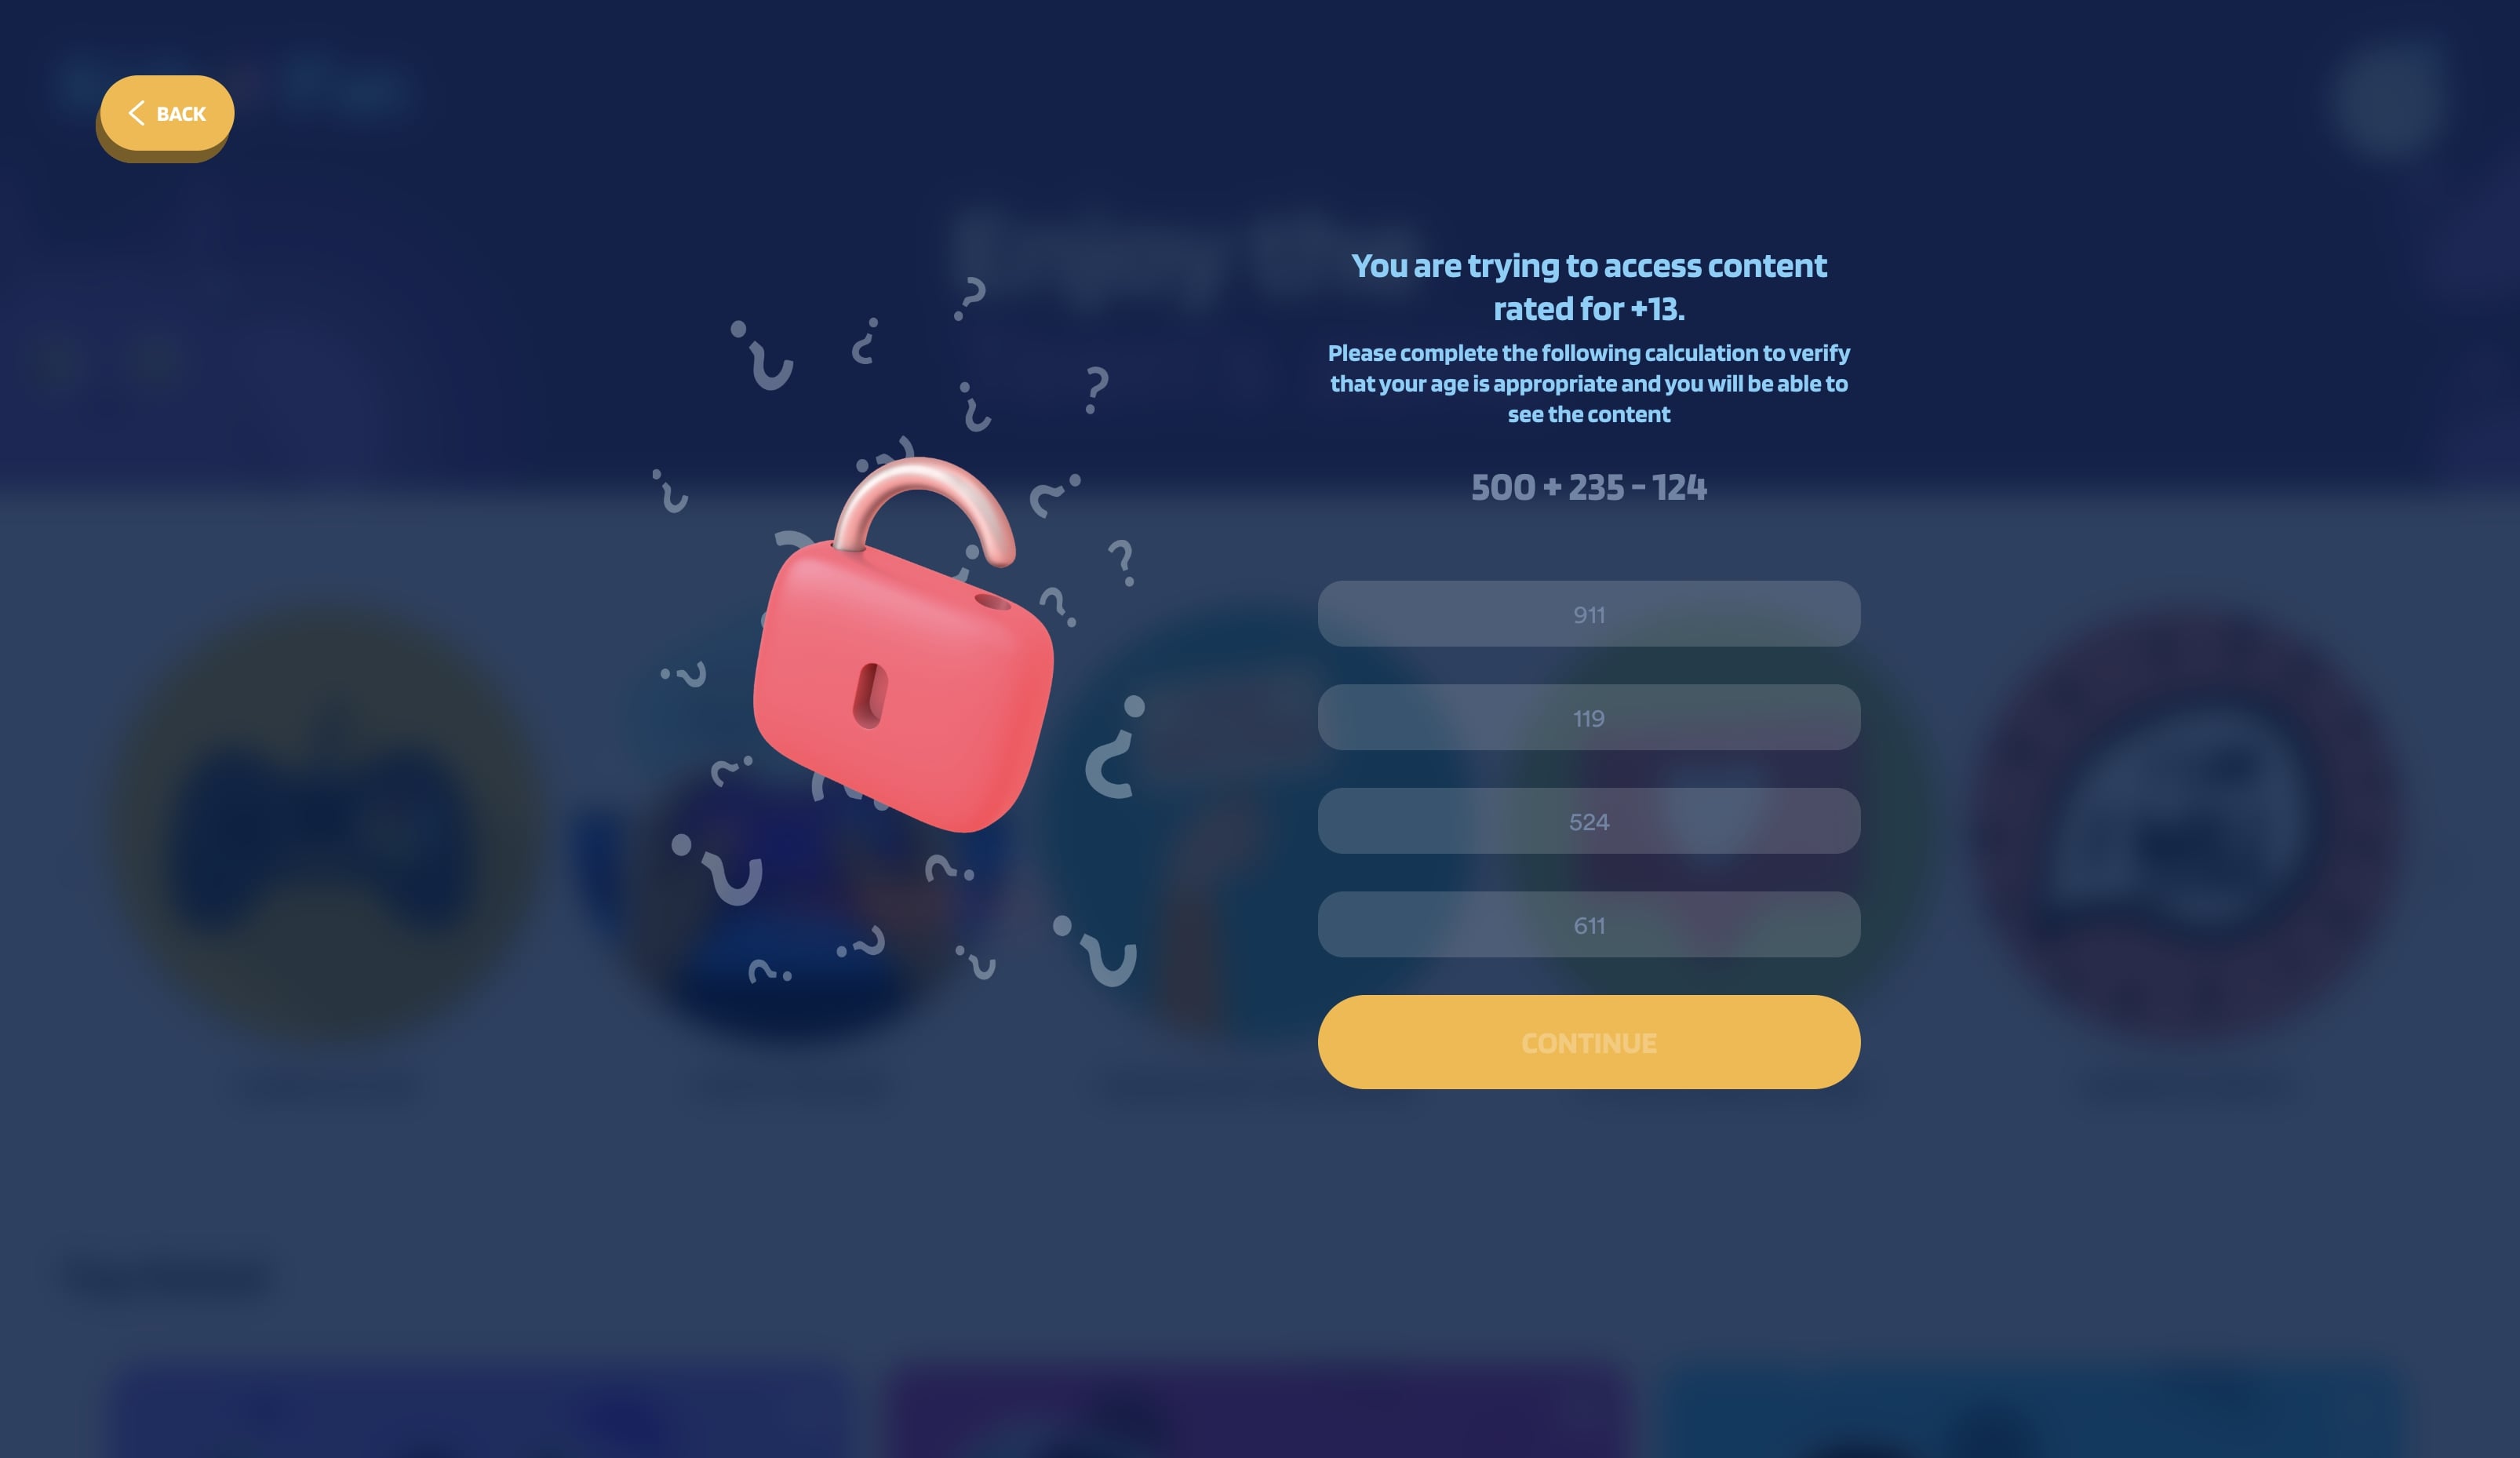 BACK
You are trying to access content
rated for +13.
Please complete the following calculation to verify
that your age is appropriate and you will be able to
see the content
500 + 235 - 124
911
119
524
611
CONTINUE